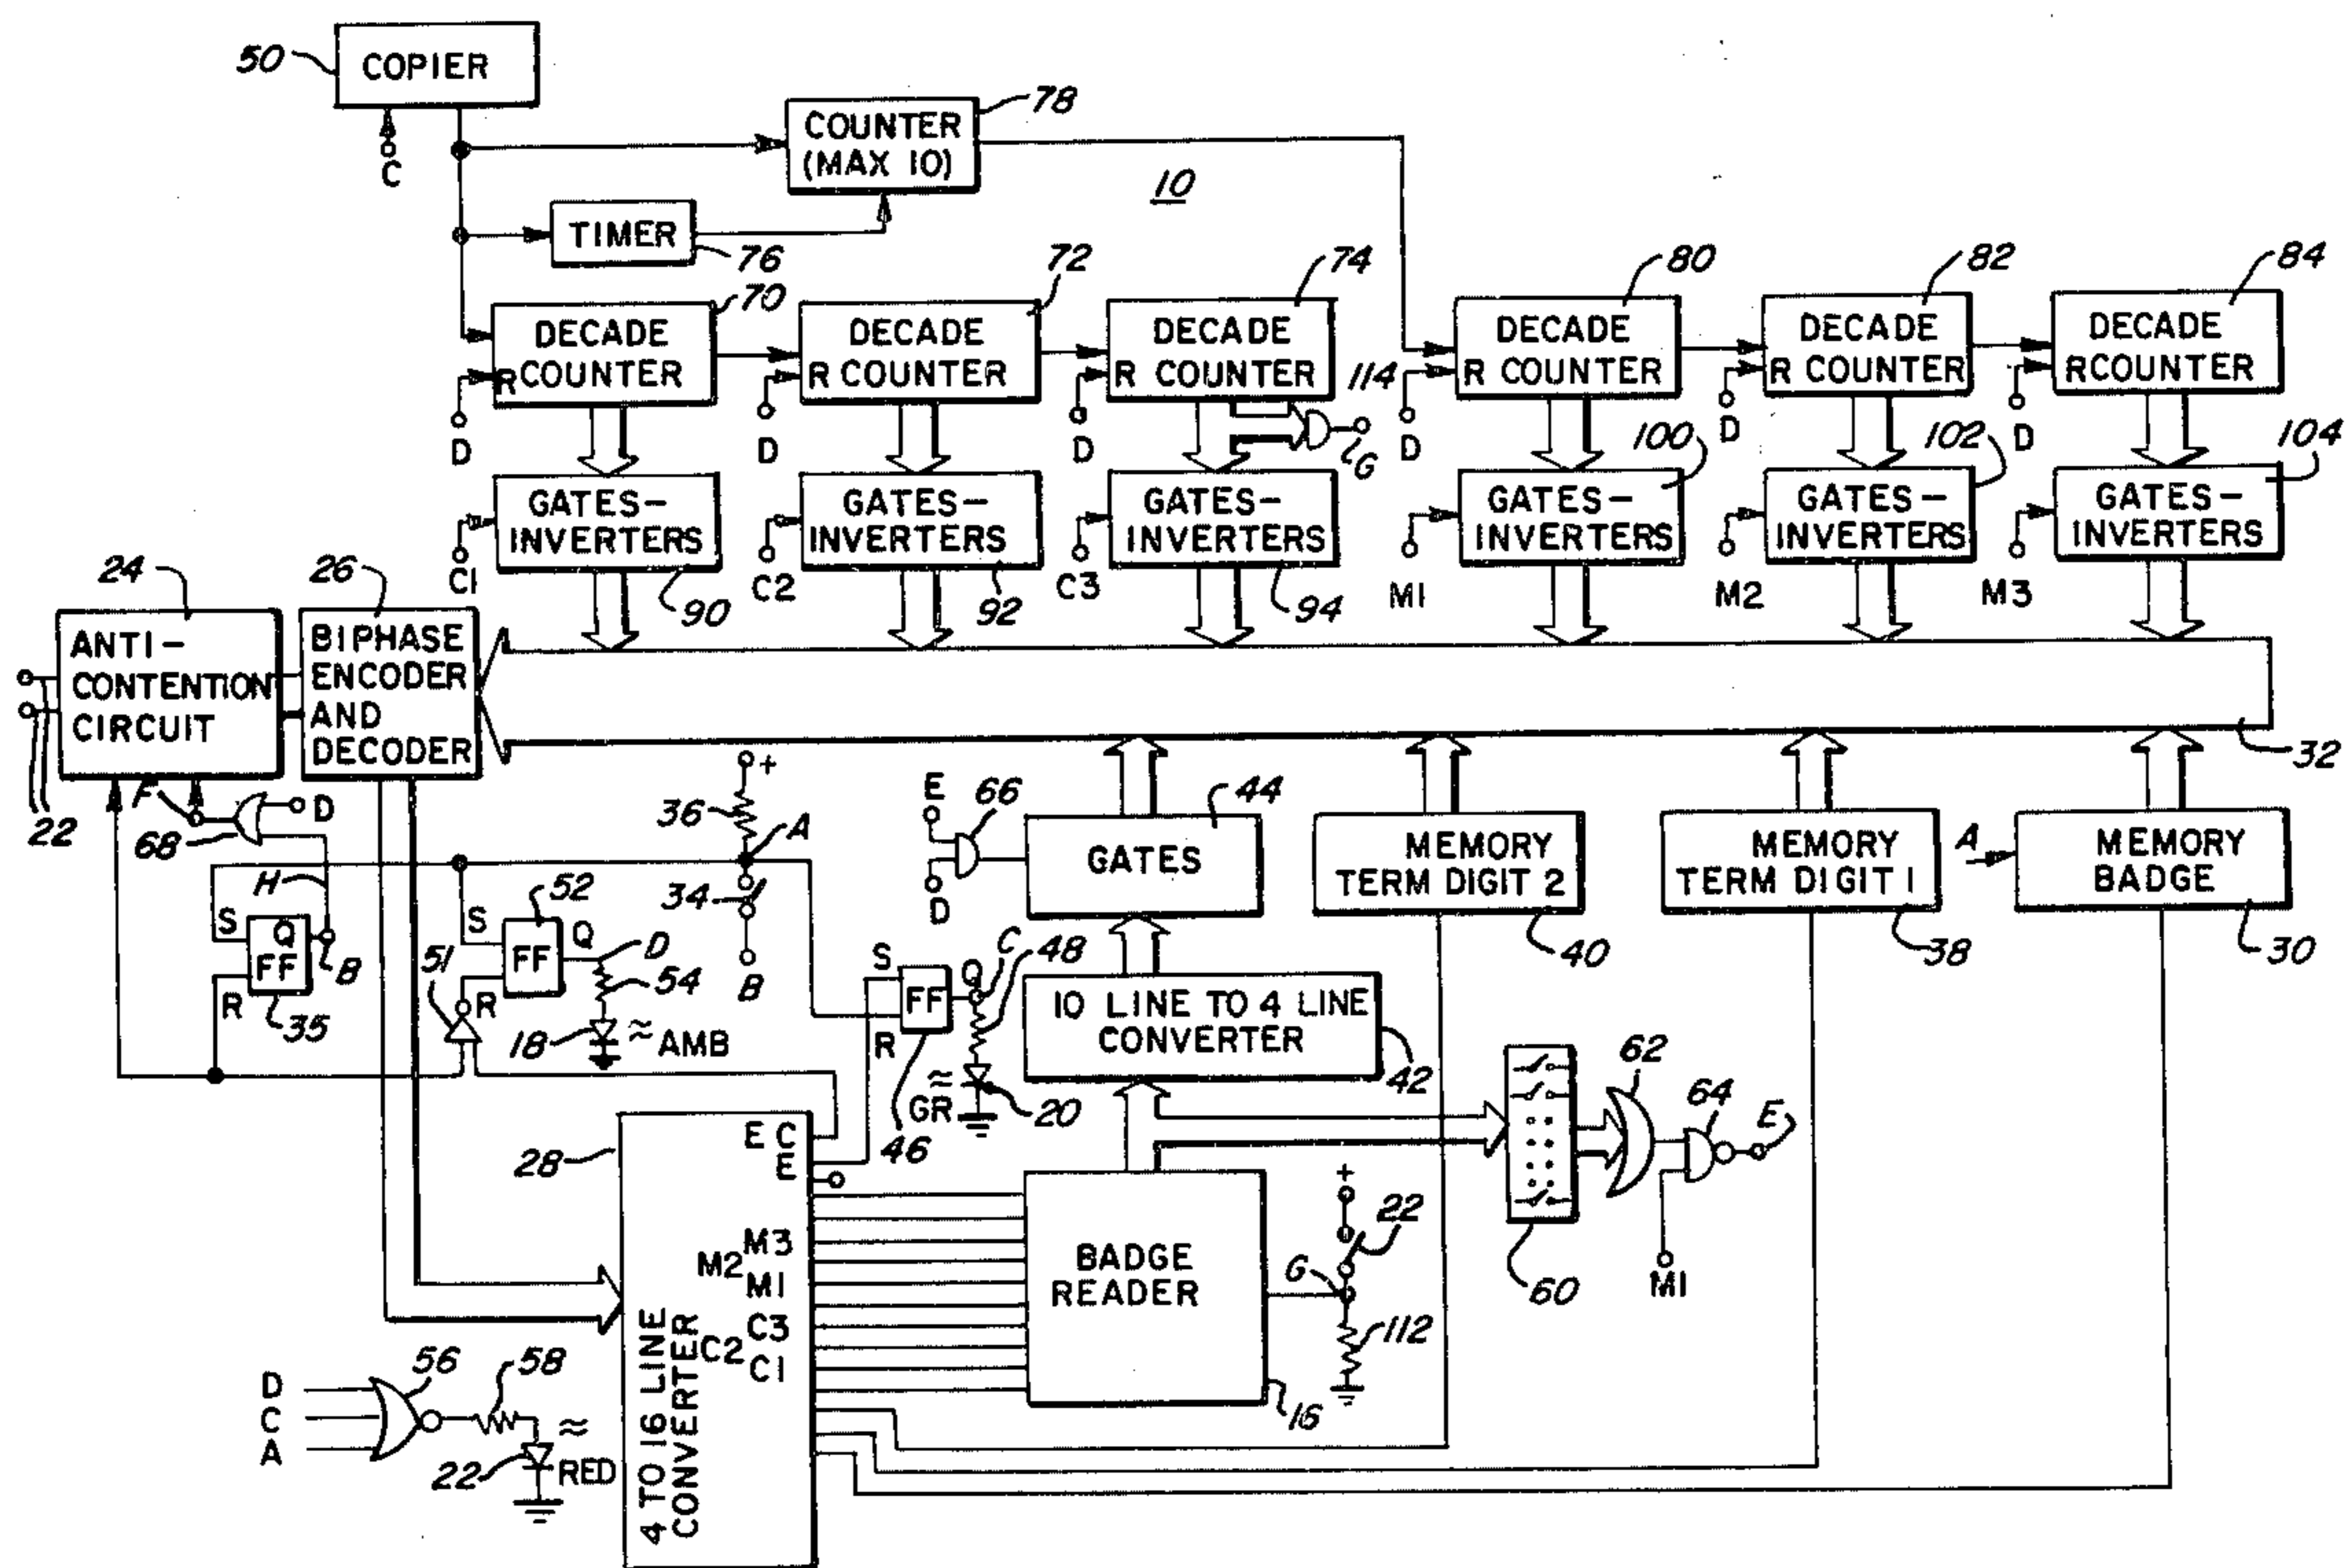 50
COPIER
C
78
COUNTER
(MAX 10)
10
TIMER
76
70
DECADE
R COUNTER
D
72
DECADE
R COUNTER
D
74
DECADE
R COUNTER
D
114
G
80
DECADE
R COUNTER
D
82
DECADE
R COUNTER
D
84
DECADE
R COUNTER
D
GATES-
INVERTERS
C1
90
GATES-
INVERTERS
C2
92
GATES-
INVERTERS
C3
94
100
GATES-
INVERTERS
M1
102
GATES-
INVERTERS
M2
104
GATES-
INVERTERS
M3
24
ANTI-
CONTENTION
CIRCUIT
22
26
BIPHASE
ENCODER
AND
DECODER
32
F
D
68
H
S
Q
FF
B
R
35
+
36
A
34
B
52
S
Q
FF
D
54
51
R
18
≈ AMB
E
66
D
44
GATES
MEMORY
TERM DIGIT 2
40
MEMORY
TERM DIGIT 1
38
A
MEMORY
BADGE
30
S
Q
C
48
FF
R
46
≈
GR
20
10 LINE TO 4 LINE
CONVERTER
42
60
62
64
E
M1
28
E C
E
M3
M2
M1
C3
C2
C1
4 TO 16 LINE
CONVERTER
BADGE
READER
16
+
22
G
112
D
C
A
56
58
≈
22
RED